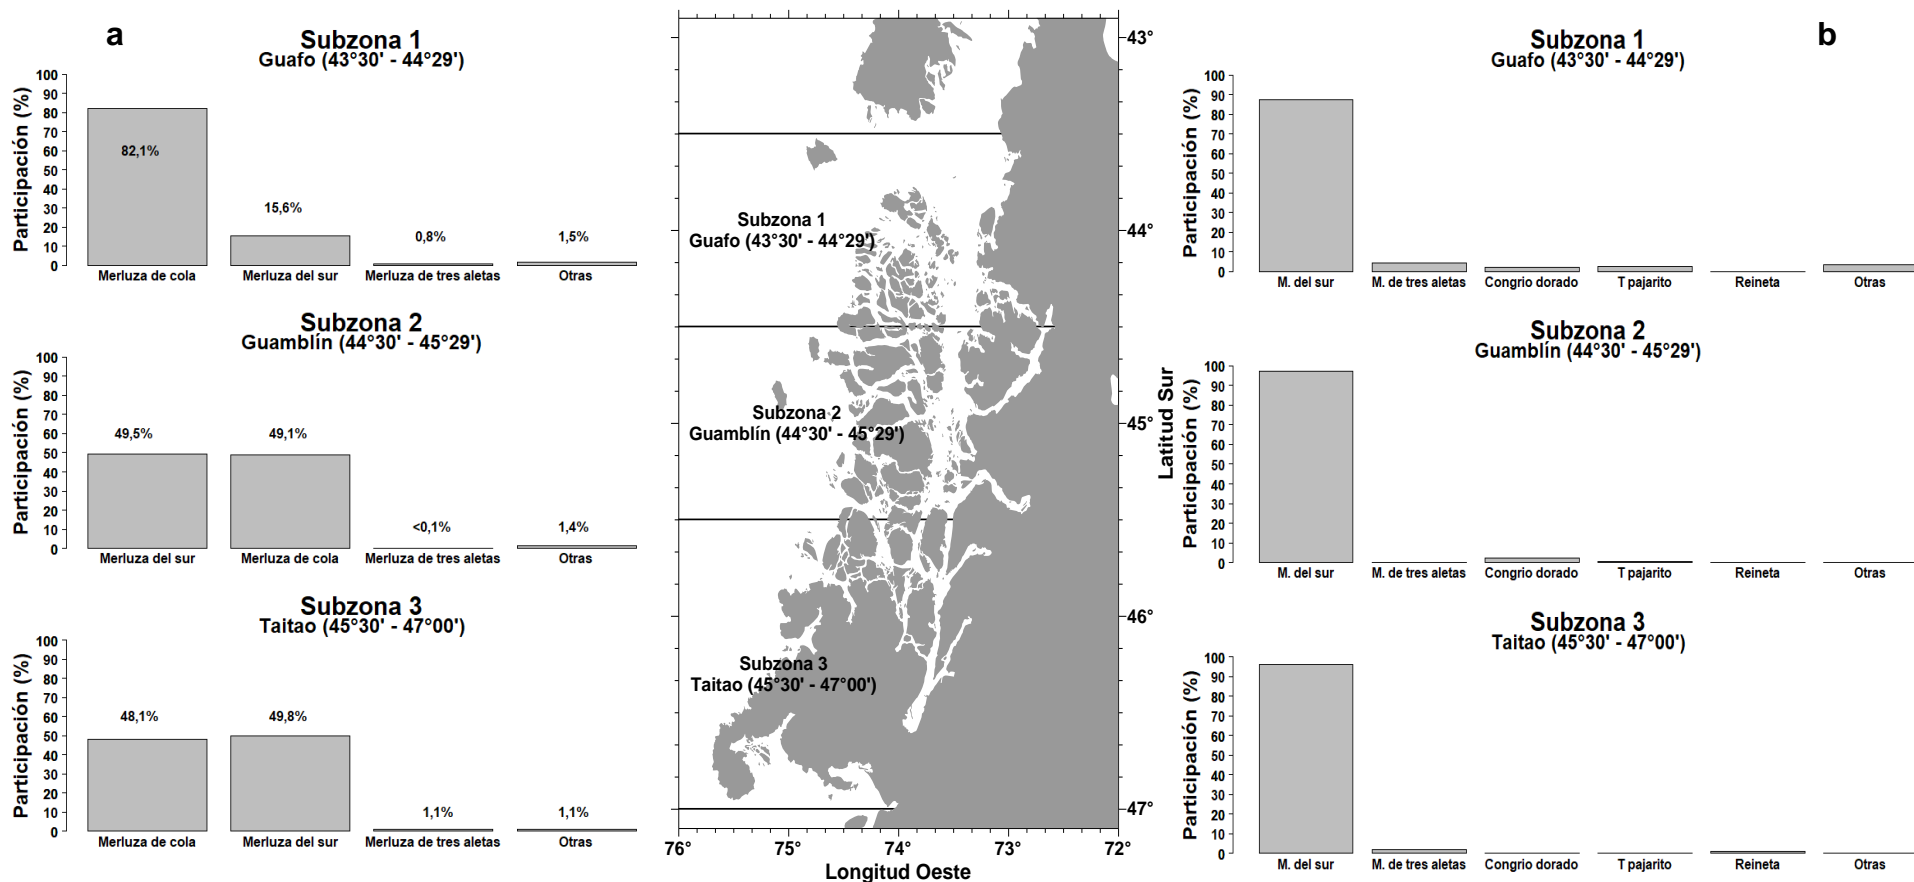 a
Subzona 1
Guafo (43°30' - 44°29')
Participación (%)
100
90
80
70
60
50
40
30
20
10
0
82,1%
15,6%
0,8%
1,5%
Merluza de cola
Merluza del sur
Merluza de tres aletas
Otras
Subzona 2
Guamblín (44°30' - 45°29')
Participación (%)
100
90
80
70
60
50
40
30
20
10
0
49,5%
49,1%
<0,1%
1,4%
Merluza del sur
Merluza de cola
Merluza de tres aletas
Otras
Subzona 3
Taitao (45°30' - 47°00')
Participación (%)
100
90
80
70
60
50
40
30
20
10
0
48,1%
49,8%
1,1%
1,1%
Merluza de cola
Merluza del sur
Merluza de tres aletas
Otras
Subzona 1
Guafo (43°30' - 44°29')
Subzona 2
Guamblín (44°30' - 45°29')
Subzona 3
Taitao (45°30' - 47°00')
43°
44°
45°
46°
47°
Latitud Sur
76°
75°
74°
73°
72°
Longitud Oeste
b
Subzona 1
Guafo (43°30' - 44°29')
Participación (%)
100
90
80
70
60
50
40
30
20
10
0
M. del sur
M. de tres aletas
Congrio dorado
T pajarito
Reineta
Otras
Subzona 2
Guamblín (44°30' - 45°29')
Participación (%)
100
90
80
70
60
50
40
30
20
10
0
M. del sur
M. de tres aletas
Congrio dorado
T pajarito
Reineta
Otras
Subzona 3
Taitao (45°30' - 47°00')
Participación (%)
100
90
80
70
60
50
40
30
20
10
0
M. del sur
M. de tres aletas
Congrio dorado
T pajarito
Reineta
Otras